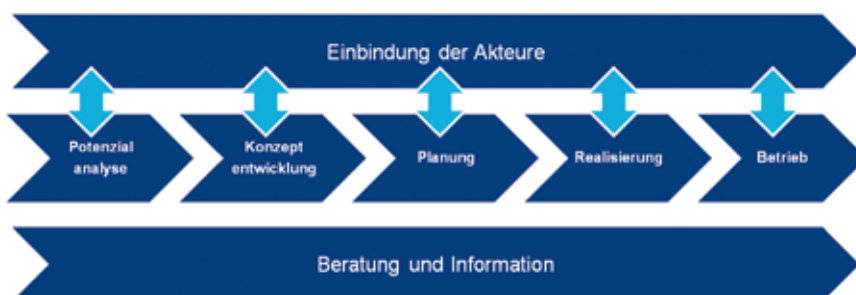 Einbindung der Akteure
Potenzial
analyse
Konzept
entwicklung
Planung
Realisierung
Betrieb
Beratung und Information